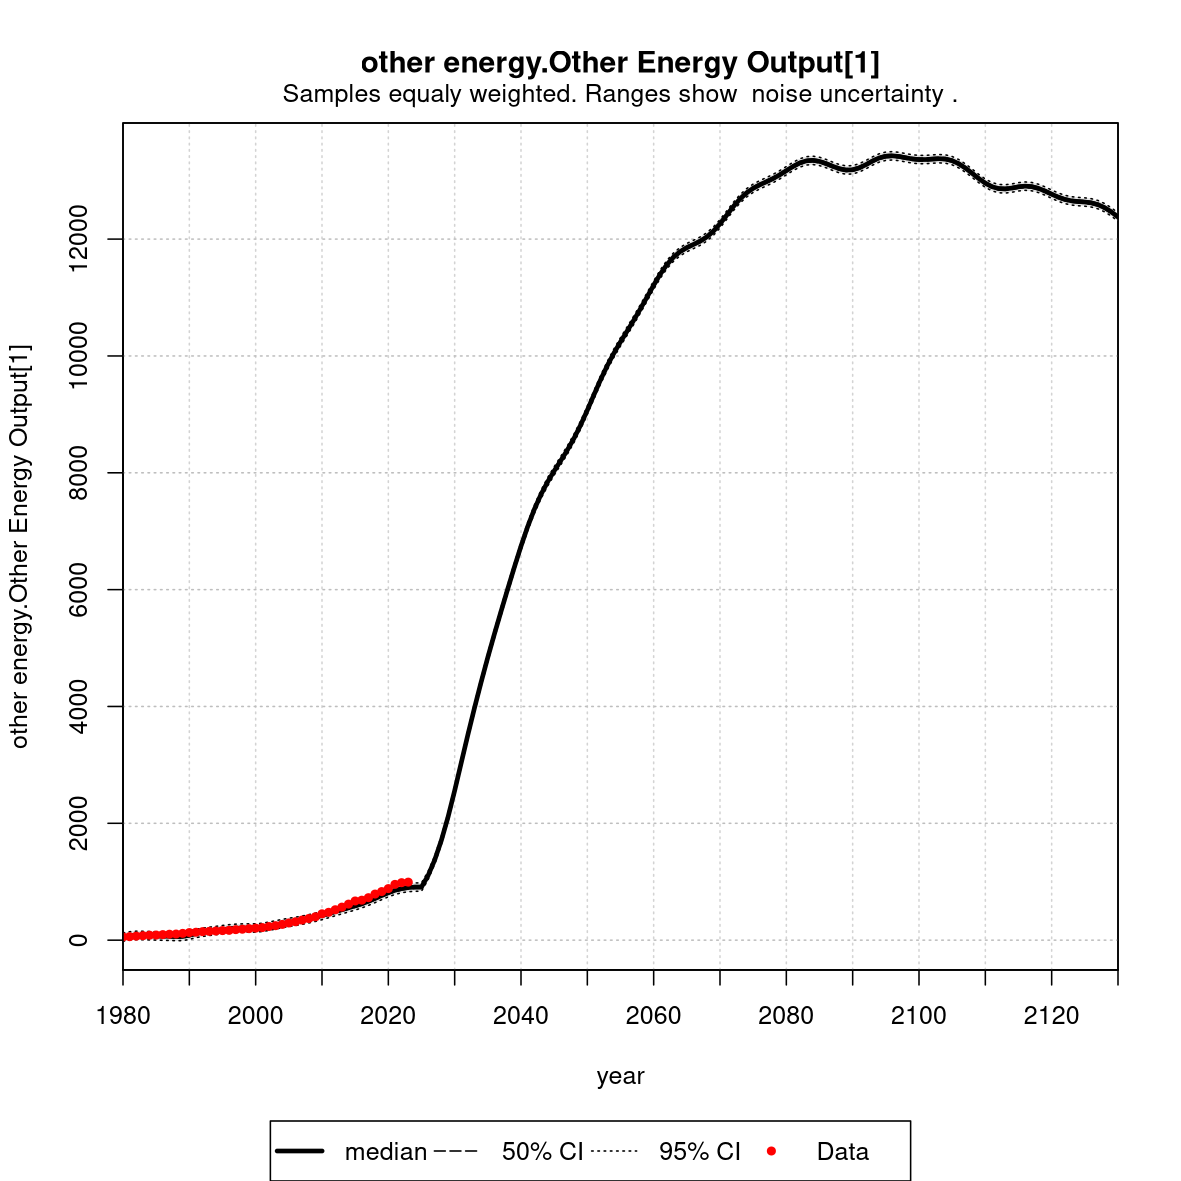 other energy.Other Energy Output[1]
Samples equaly weighted. Ranges show  noise uncertainty .
other energy.Other Energy Output[1]
12000
10000
8000
6000
4000
2000
0
1980 2000 2020 2040 2060 2080 2100 2120
year
median 50% CI 95% CI Data